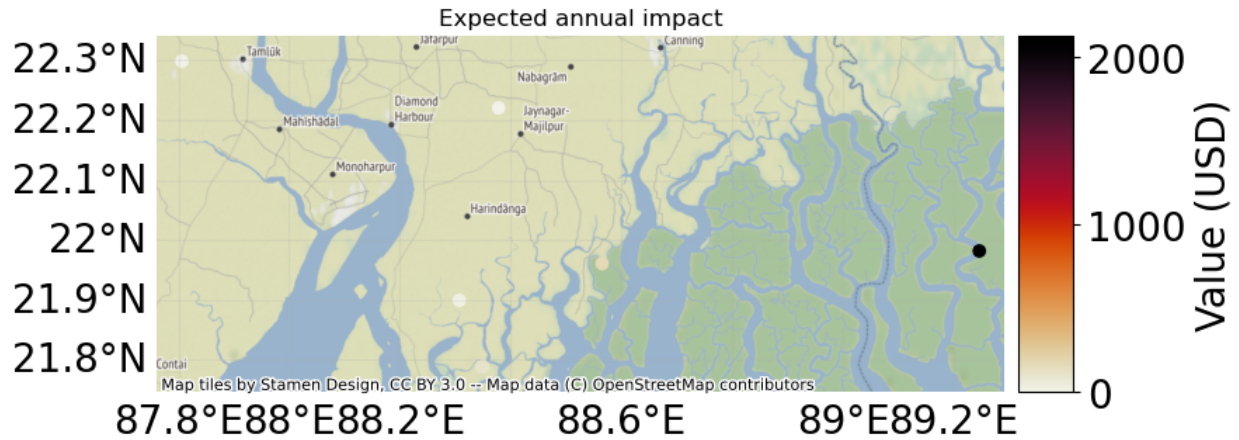 Expected annual impact
22.3°N
22.2°N
22.1°N
22°N
21.9°N
21.8°N
Tamlūk
Jafarpur
Canning
Nabagrām
Diamond
Harbour
Jaynagar-
Majilpur
Mahishādāl
Monoharpur
Harindānga
Contai
Map tiles by Stamen Design, CC BY 3.0 -- Map data (C) OpenStreetMap contributors
87.8°E88°E88.2°E 88.6°E 89°E89.2°E
2000
1000
0
Value (USD)